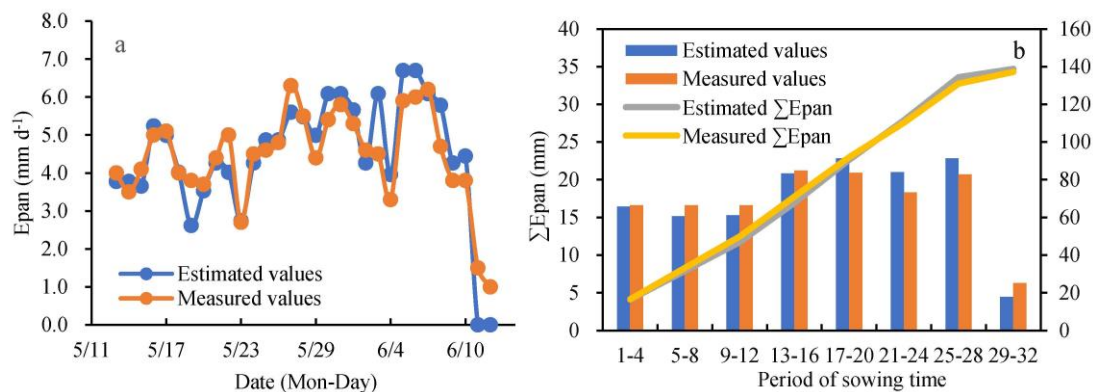 a
8.0
7.0
6.0
5.0
4.0
3.0
2.0
1.0
0.0
Epan (mm d-1)
Estimated values
Measured values
5/11 5/17 5/23 5/29 6/4 6/10
Date (Mon-Day)
b
40
35
30
25
20
15
10
5
0
∑Epan (mm)
Estimated values
Measured values
Estimated ∑Epan
Measured ∑Epan
160
140
120
100
80
60
40
20
0
1-4 5-8 9-12 13-16 17-20 21-24 25-28 29-32
Period of sowing time